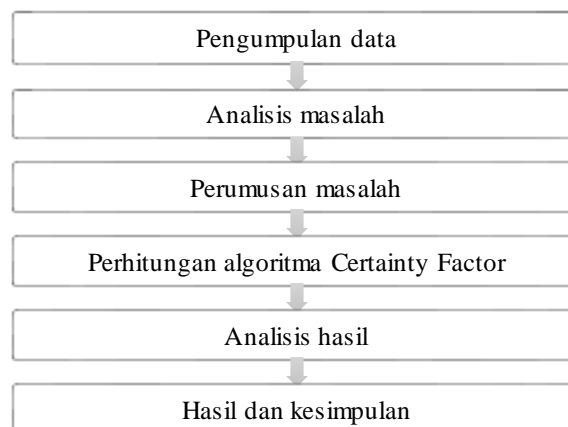 Pengumpulan data
Analisis masalah
Perumusan masalah
Perhitungan algoritma Certainty Factor
Analisis hasil
Hasil dan kesimpulan